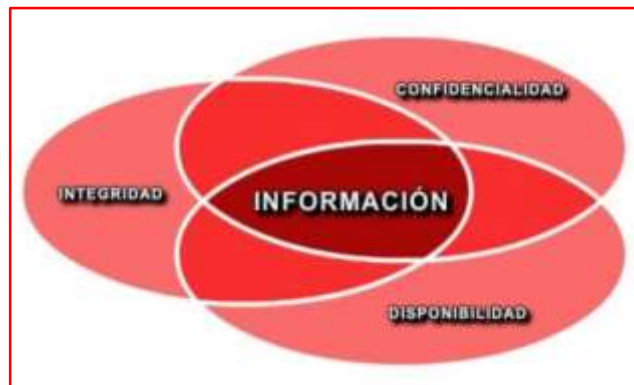 CONFIDENCIALIDAD
INTEGRIDAD
INFORMACIÓN
DISPONIBILIDAD